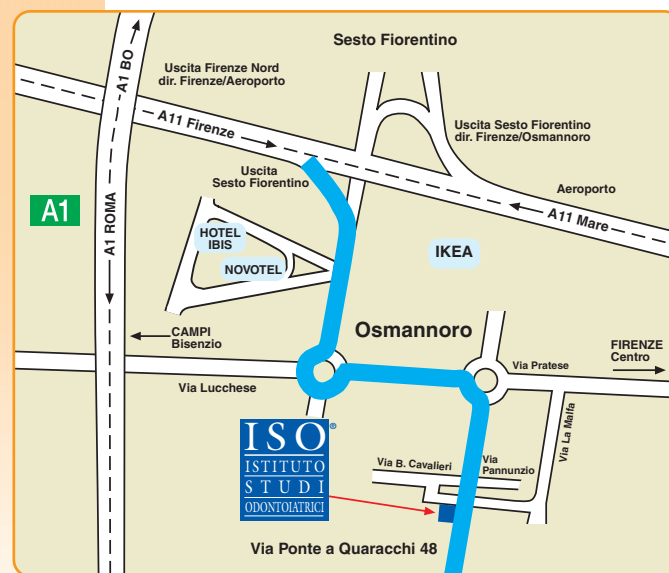 Sesto Fiorentino
A1 BO
Uscita Firenze Nord
dir. Firenze/Aeroporto
A11 Firenze
Uscita Sesto Fiorentino
dir. Firenze/Osmannoro
Uscita
Sesto Fiorentino
Aeroporto
A11 Mare
A1
A1 ROMA
HOTEL
IBIS
NOVOTEL
IKEA
CAMPI
Bisenzio
Osmannoro
FIRENZE
Centro
Via Pratese
Via Lucchese
Via La Malfa
ISO®
ISTITUTO
STUDI
ODONTOIATRICI
Via B. Cavalieri
Via
Pannunzio
Via Ponte a Quaracchi 48